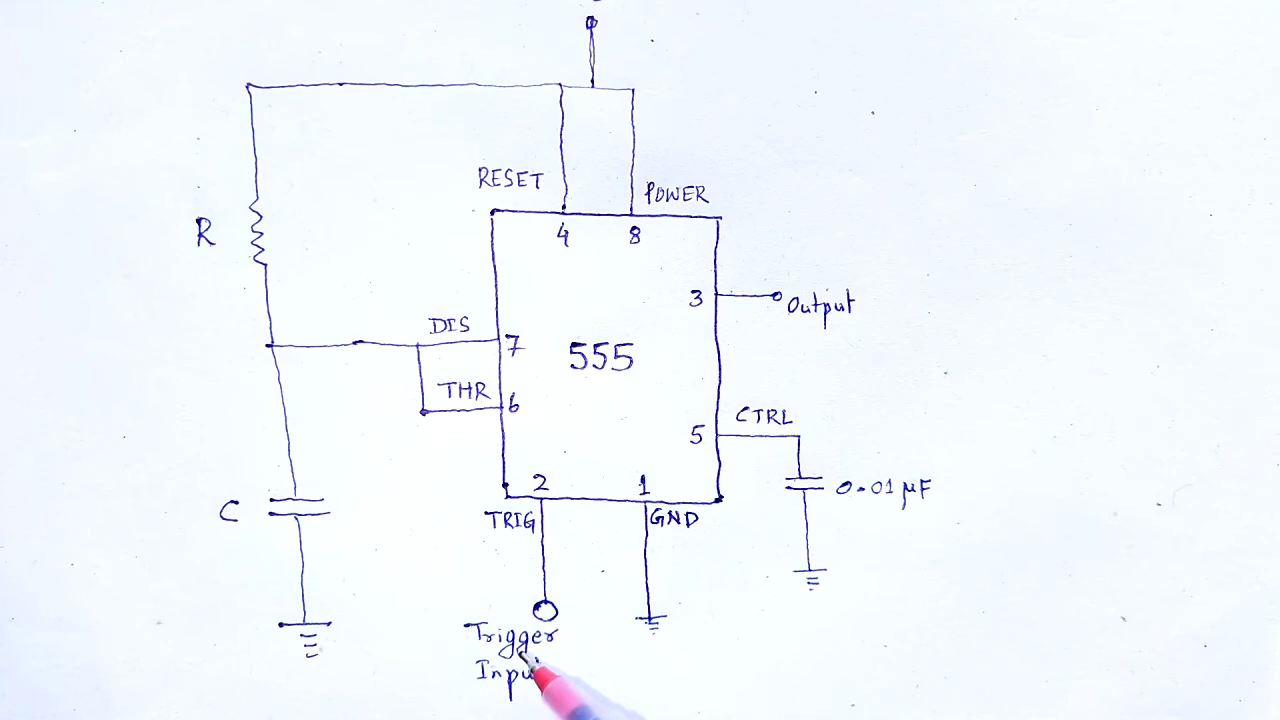 RESET
POWER
4
8
R
3
Output
DIS
7
555
THR
6
CTRL
5
2
1
C
0.01 μF
TRIG
GND
Trigger